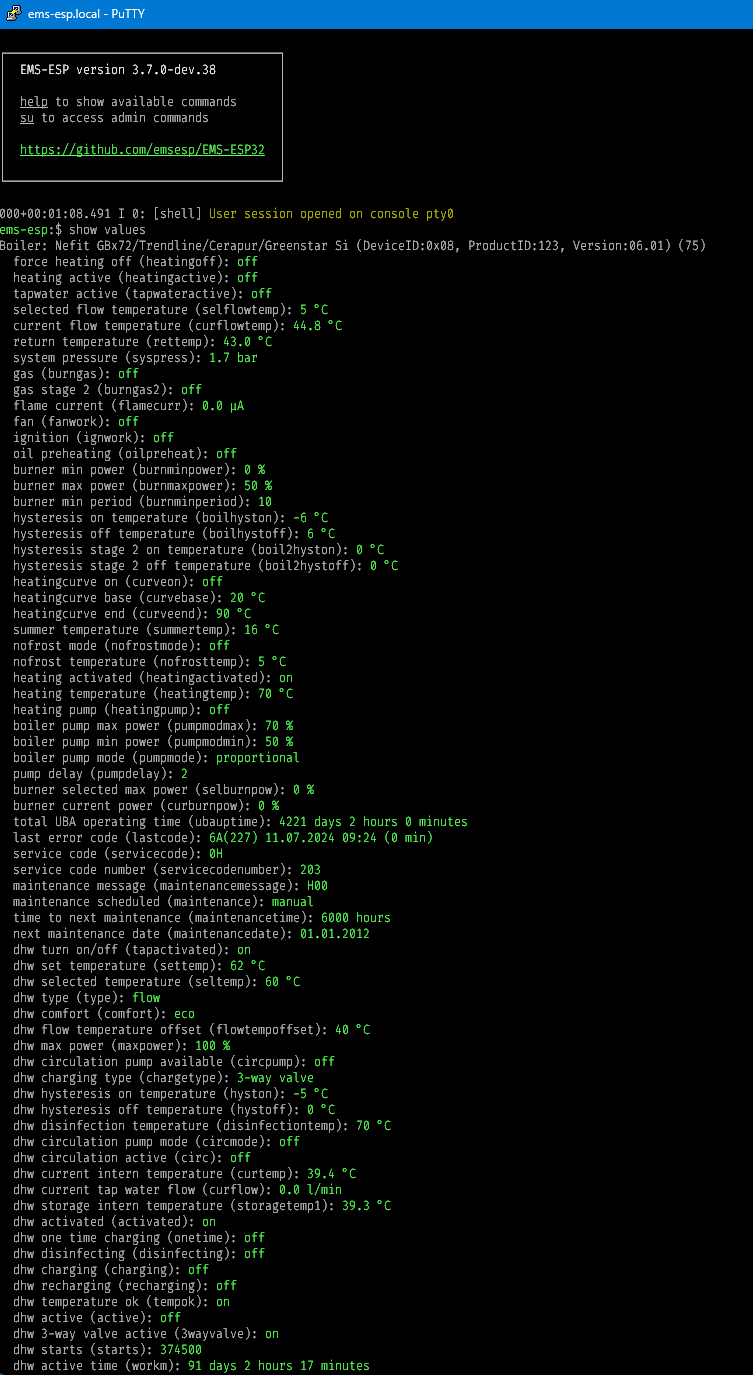 ems-esp.local - PuTTY
EMS-ESP version 3.7.0-dev.38
help to show available commands
su to access admin commands
https://github.com/emsesp/EMS-ESP32
000+00:01:08.491 I 0: [shell] User session opened on console pty0
ems-esp:$ show values
Boiler: Nefit GBx72/Trendline/Cerapur/Greenstar Si (DeviceID:0x08, ProductID:123, Version:06.01) (75)
force heating off (heatingoff): off
heating active (heatingactive): off
tapwater active (tapwateractive): off
selected flow temperature (selflowtemp): 5 °C
current flow temperature (curflowtemp): 44.8 °C
return temperature (rettemp): 43.0 °C
system pressure (syspress): 1.7 bar
gas (burngas): off
gas stage 2 (burngas2): off
flame current (flamecurr): 0.0 µA
fan (fanwork): off
ignition (ignwork): off
oil preheating (oilpreheat): off
burner min power (burnminpower): 0 %
burner max power (burnmaxpower): 50 %
burner min period (burnminperiod): 10
hysteresis on temperature (boilhyston): -6 °C
hysteresis off temperature (boilhystoff): 6 °C
hysteresis stage 2 on temperature (boil2hyston): 0 °C
hysteresis stage 2 off temperature (boil2hystoff): 0 °C
heatingcurve on (curveon): off
heatingcurve base (curvebase): 20 °C
heatingcurve end (curveend): 90 °C
summer temperature (summertemp): 16 °C
nofrost mode (nofrostmode): off
nofrost temperature (nofrosttemp): 5 °C
heating activated (heatingactivated): on
heating temperature (heatingtemp): 70 °C
heating pump (heatingpump): off
boiler pump max power (pumpmodmax): 70 %
boiler pump min power (pumpmodmin): 50 %
boiler pump mode (pumpmode): proportional
pump delay (pumpdelay): 2
burner selected max power (selburnpow): 0 %
burner current power (curburnpow): 0 %
total UBA operating time (ubauptime): 4221 days 2 hours 0 minutes
last error code (lastcode): 6A(227) 11.07.2024 09:24 (0 min)
service code (servicecode): 0H
service code number (servicecodenumber): 203
maintenance message (maintenancemessage): H00
maintenance scheduled (maintenance): manual
time to next maintenance (maintenancetime): 6000 hours
next maintenance date (maintenancedate): 01.01.2012
dhw turn on/off (tapactivated): on
dhw set temperature (settemp): 62 °C
dhw selected temperature (seltemp): 60 °C
dhw type (type): flow
dhw comfort (comfort): eco
dhw flow temperature offset (flowtempoffset): 40 °C
dhw max power (maxpower): 100 %
dhw circulation pump available (circpump): off
dhw charging type (chargetype): 3-way valve
dhw hysteresis on temperature (hyston): -5 °C
dhw hysteresis off temperature (hystoff): 0 °C
dhw disinfection temperature (disinfectiontemp): 70 °C
dhw circulation pump mode (circmode): off
dhw circulation active (circ): off
dhw current intern temperature (curtemp): 39.4 °C
dhw current tap water flow (curflow): 0.0 l/min
dhw storage intern temperature (storagetemp1): 39.3 °C
dhw activated (activated): on
dhw one time charging (onetime): off
dhw disinfecting (disinfecting): off
dhw charging (charging): off
dhw recharging (recharging): off
dhw temperature ok (tempok): on
dhw active (active): off
dhw 3-way valve active (3wayvalve): on
dhw starts (starts): 374500
dhw active time (workm): 91 days 2 hours 17 minutes